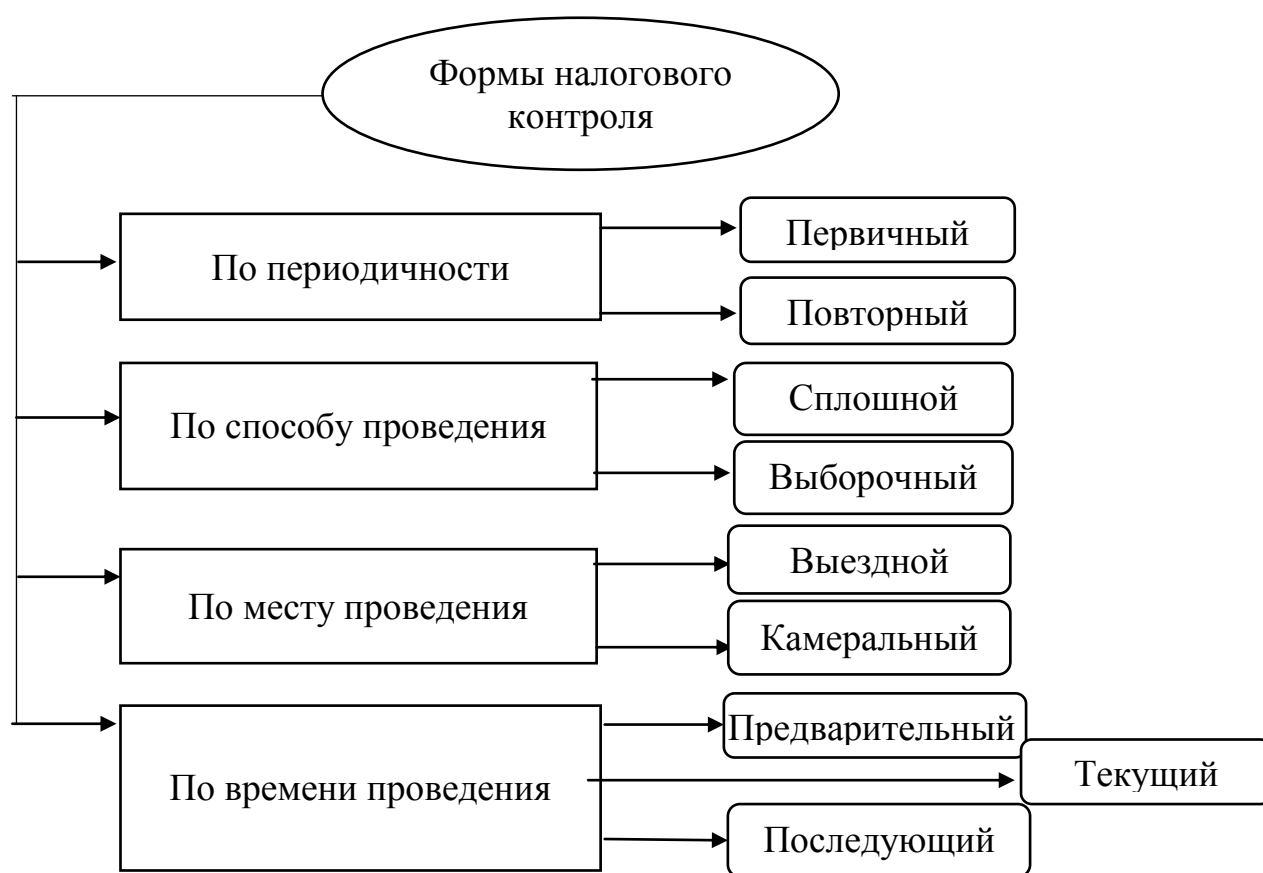 Формы налогового
контроля
По периодичности
Первичный
Повторный
По способу проведения
Сплошной
Выборочный
По месту проведения
Выездной
Камеральный
По времени проведения
Предварительный
Текущий
Последующий